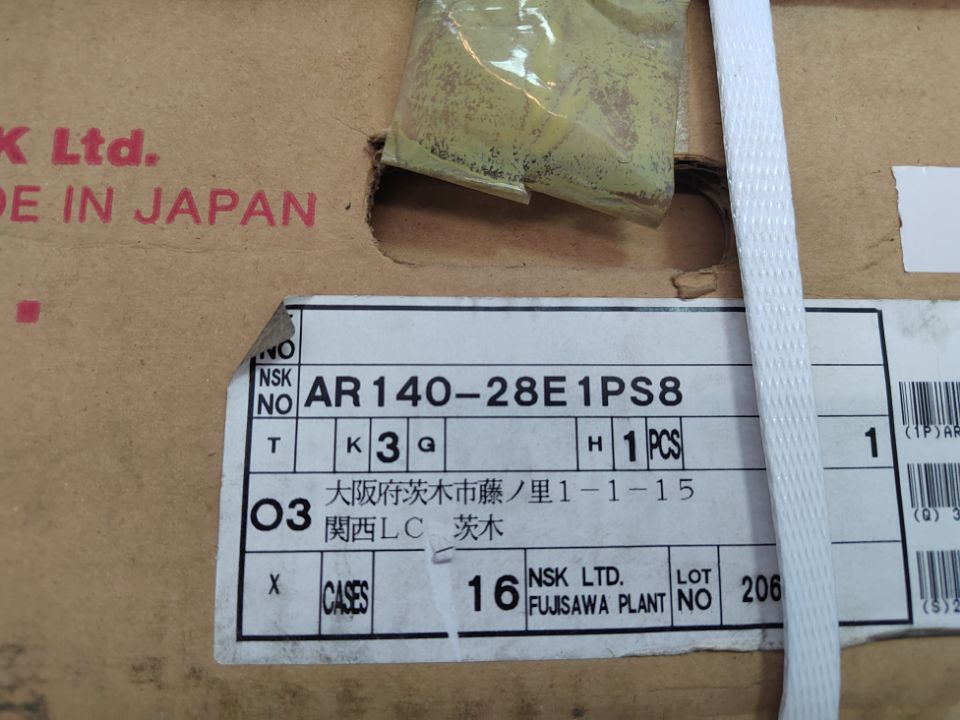 K Ltd.
DE IN JAPAN
NO
NSK NO AR140-28E1PS8
T K 3 G H 1 PCS 1
03 大阪府茨木市藤ノ里1-1-15
関西LC 茨木
X CASES 16 NSK LTD. FUJISAWA PLANT LOT NO 206
(1P)AR
(Q) 3
(S)2